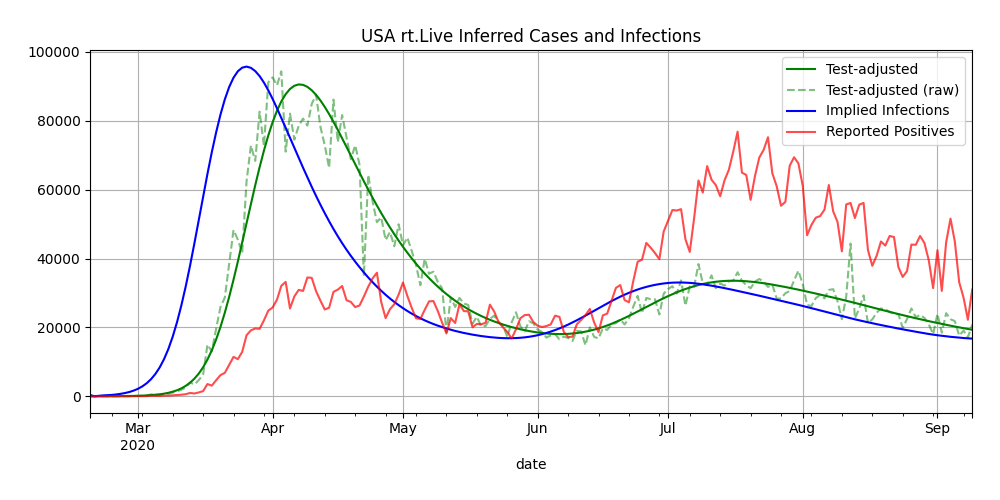 USA rt.Live Inferred Cases and Infections
100000
80000
60000
40000
20000
0
Test-adjusted
Test-adjusted (raw)
Implied Infections
Reported Positives
Mar Apr May Jun Jul Aug Sep
2020
date